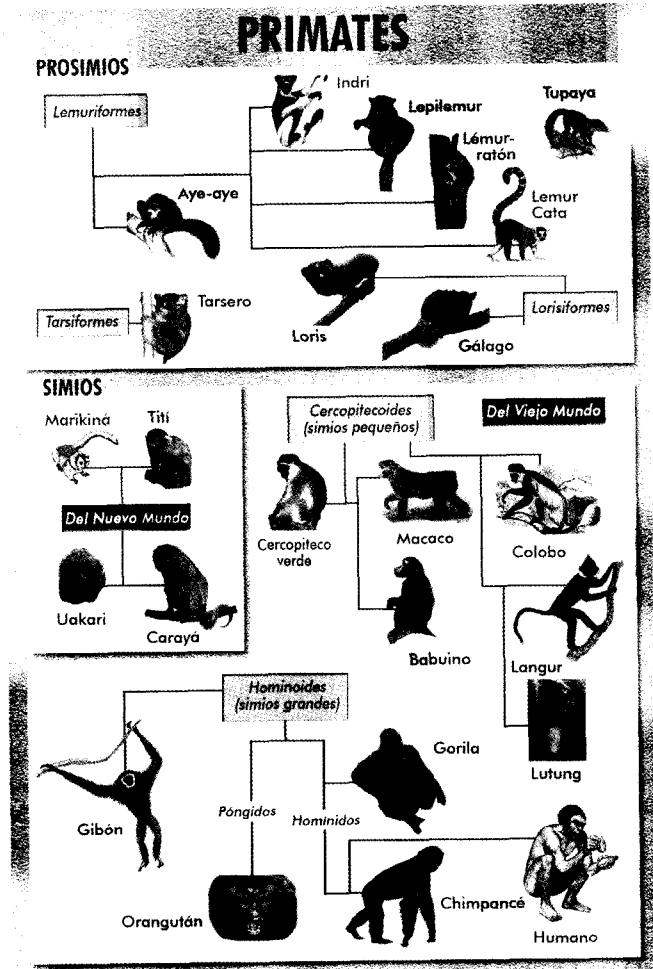 PRIMATES
PROSIMIOS
Lemuriformes
Indri
Lepilemur
Tupaya
Lémur-
ratón
Aye-aye
Lemur
Cata
Tarsiformes
Tarsero
Loris
Gálago
Lorisiformes
SIMIOS
Marikiná
Tití
Del Nuevo Mundo
Uakari
Carayá
Cercopitecoides
(simios pequeños)
Del Viejo Mundo
Cercopiteco
verde
Macaco
Colobo
Babuino
Langur
Lutung
Hominoides
(simios grandes)
Gibón
Póngidos
Homínidos
Gorila
Orangután
Chimpancé
Humano